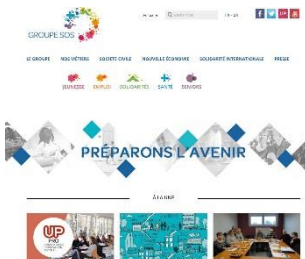 GROUPE SOS
LE GROUPE NOS MÉTIERS SOCIÉTÉ CIVILE NOUVELLE ÉCONOMIE SOLIDARITÉ INTERNATIONALE PRESSE
JEUNESSE EMPLOI SOLIDARITÉS SANTÉ SENIORS
PRÉPARONS L'AVENIR
À LA UNE
UP
PRO